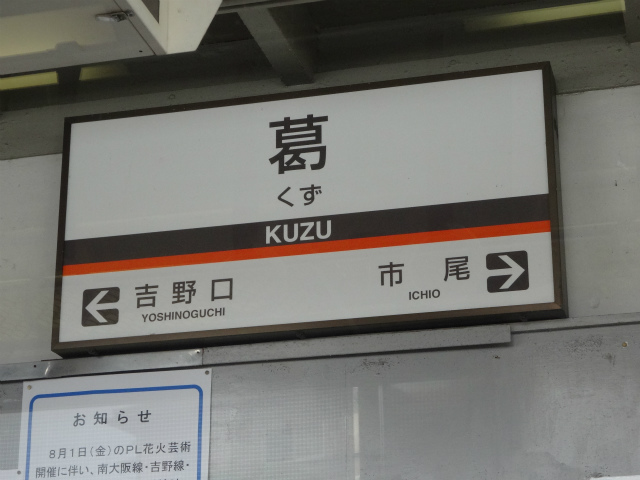 葛
くず
KUZU
吉野口 市尾
YOSHINOGUCHI ICHIO
お知らせ
8月1日(金)のPL花火芸術
開催に伴い、南大阪線・吉野線・